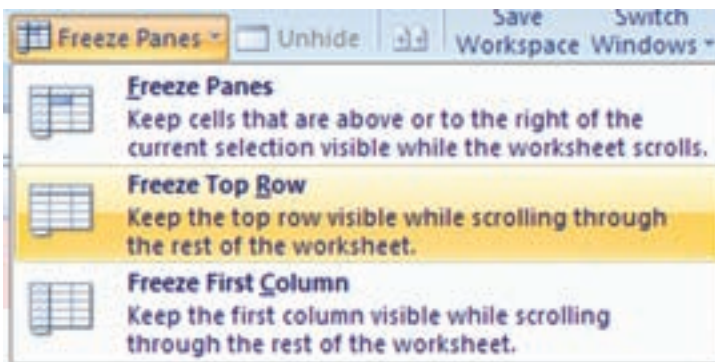 Freeze Panes Unhide Save Switch
Workspace Windows
Freeze Panes
Keep cells that are above or to the right of the
current selection visible while the worksheet scrolls.
Freeze Top Row
Keep the top row visible while scrolling through
the rest of the worksheet.
Freeze First Column
Keep the first column visible while scrolling
through the rest of the worksheet.